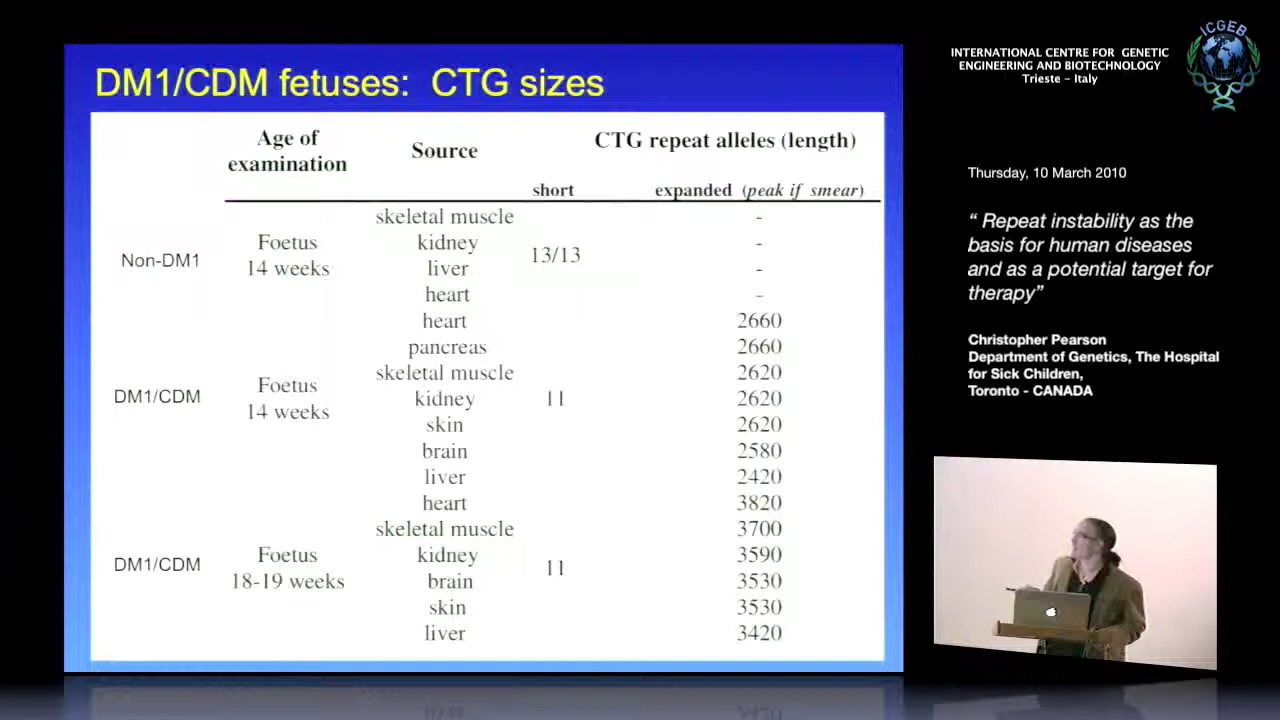 DM1/CDM fetuses: CTG sizes
Age of examination Source CTG repeat alleles (length)
short expanded (peak if smear)
Non-DM1 Foetus 14 weeks 13/13
skeletal muscle -
kidney -
liver -
heart -
DM1/CDM Foetus 14 weeks 11
heart 2660
pancreas 2660
skeletal muscle 2620
kidney 2620
skin 2620
brain 2580
liver 2420
DM1/CDM Foetus 18-19 weeks 11
heart 3820
skeletal muscle 3700
kidney 3590
brain 3530
skin 3530
liver 3420
INTERNATIONAL CENTRE FOR GENETIC
ENGINEERING AND BIOTECHNOLOGY
Trieste – Italy
ICGEB
Thursday, 10 March 2010
“ Repeat instability as the
basis for human diseases
and as a potential target for
therapy”
Christopher Pearson
Department of Genetics, The Hospital
for Sick Children,
Toronto - CANADA